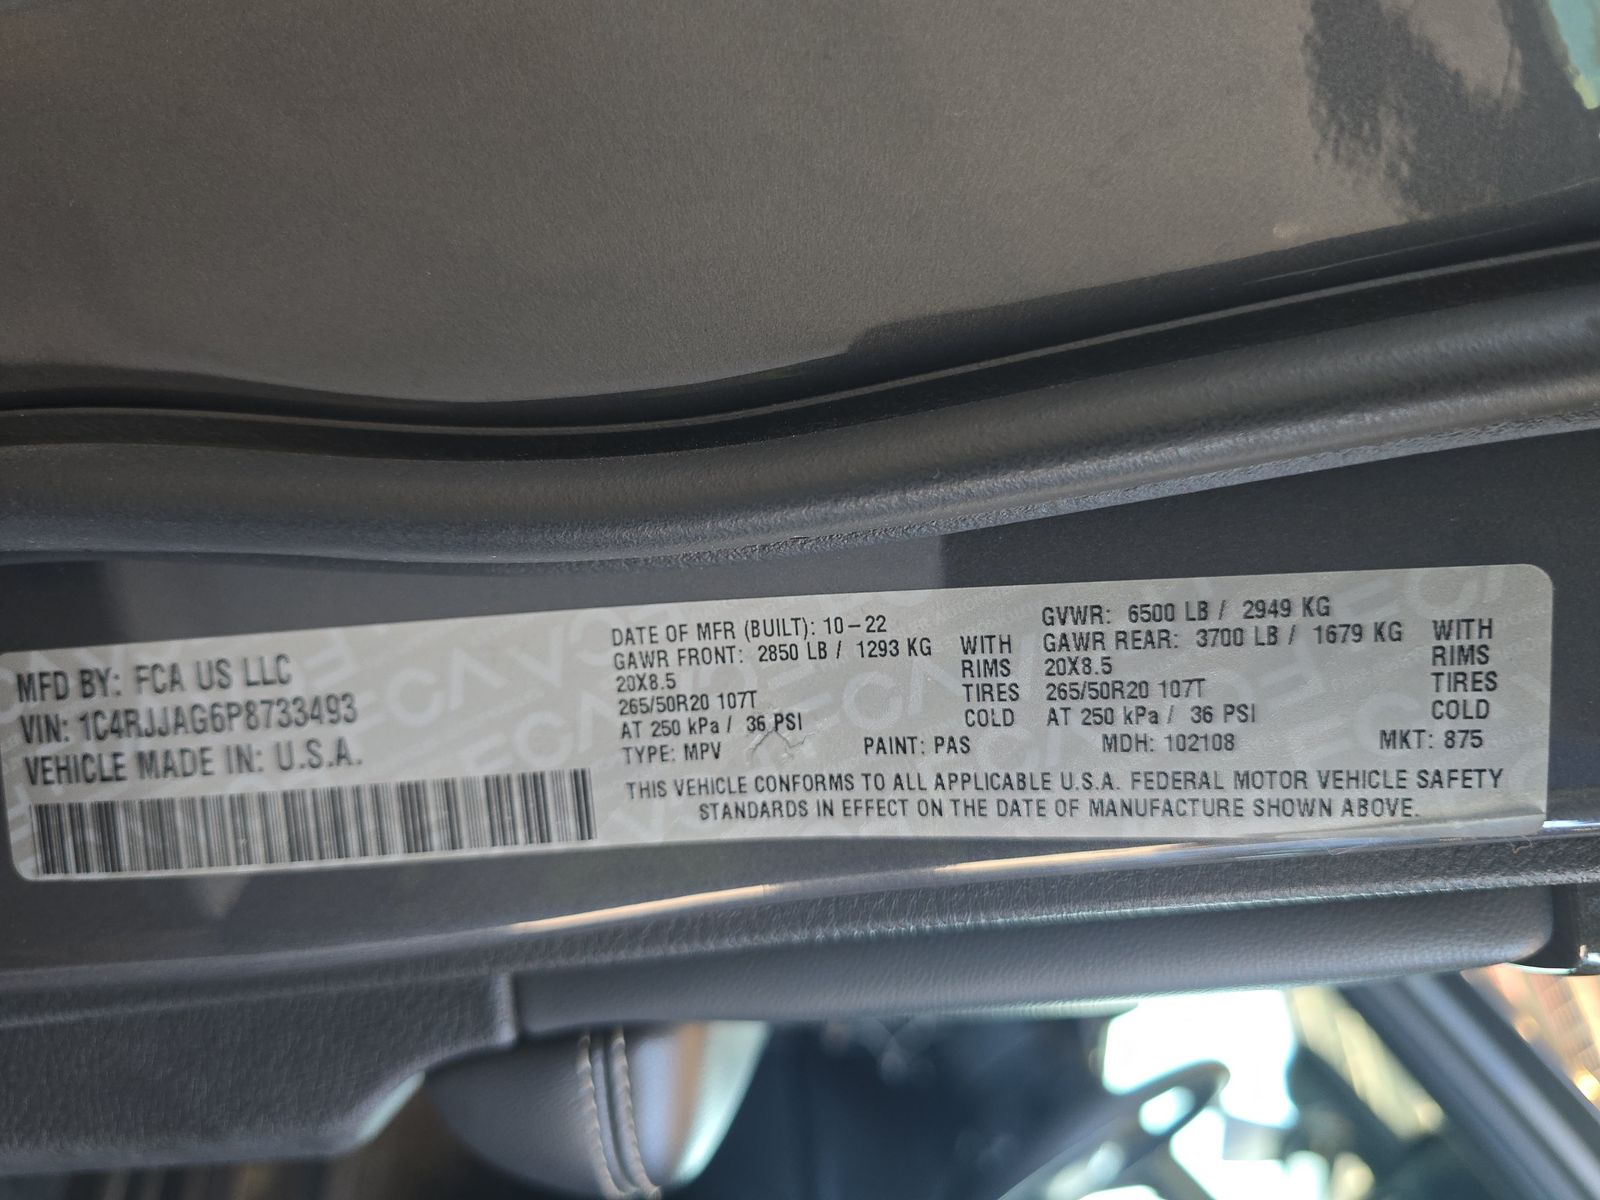 MFD BY: FCA US LLC
VIN: 1C4RJJAG6P8733493
VEHICLE MADE IN: U.S.A.
DATE OF MFR (BUILT): 10-22
GAWR FRONT: 2850 LB / 1293 KG WITH
20X8.5 RIMS
265/50R20 107T TIRES
AT 250 kPa / 36 PSI COLD
GVWR: 6500 LB / 2949 KG
GAWR REAR: 3700 LB / 1679 KG WITH
20X8.5 RIMS
265/50R20 107T TIRES
AT 250 kPa / 36 PSI COLD
TYPE: MPV PAINT: PAS MDH: 102108 MKT: 875
THIS VEHICLE CONFORMS TO ALL APPLICABLE U.S.A. FEDERAL MOTOR VEHICLE SAFETY
STANDARDS IN EFFECT ON THE DATE OF MANUFACTURE SHOWN ABOVE.